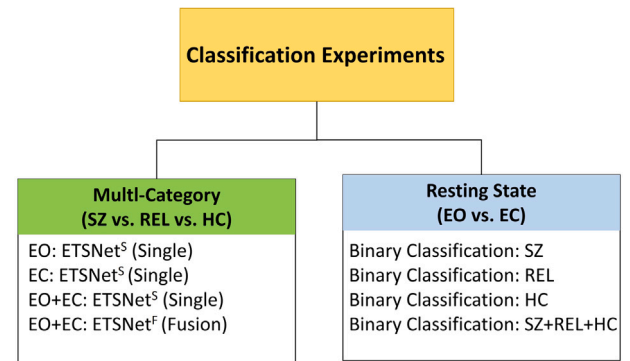 Classification Experiments
Multl-Category
(SZ vs. REL vs. HC)
EO: ETSNetˢ (Single)
EC: ETSNetˢ (Single)
EO+EC: ETSNetˢ (Single)
EO+EC: ETSNetᶠ (Fusion)
Resting State
(EO vs. EC)
Binary Classification: SZ
Binary Classification: REL
Binary Classification: HC
Binary Classification: SZ+REL+HC